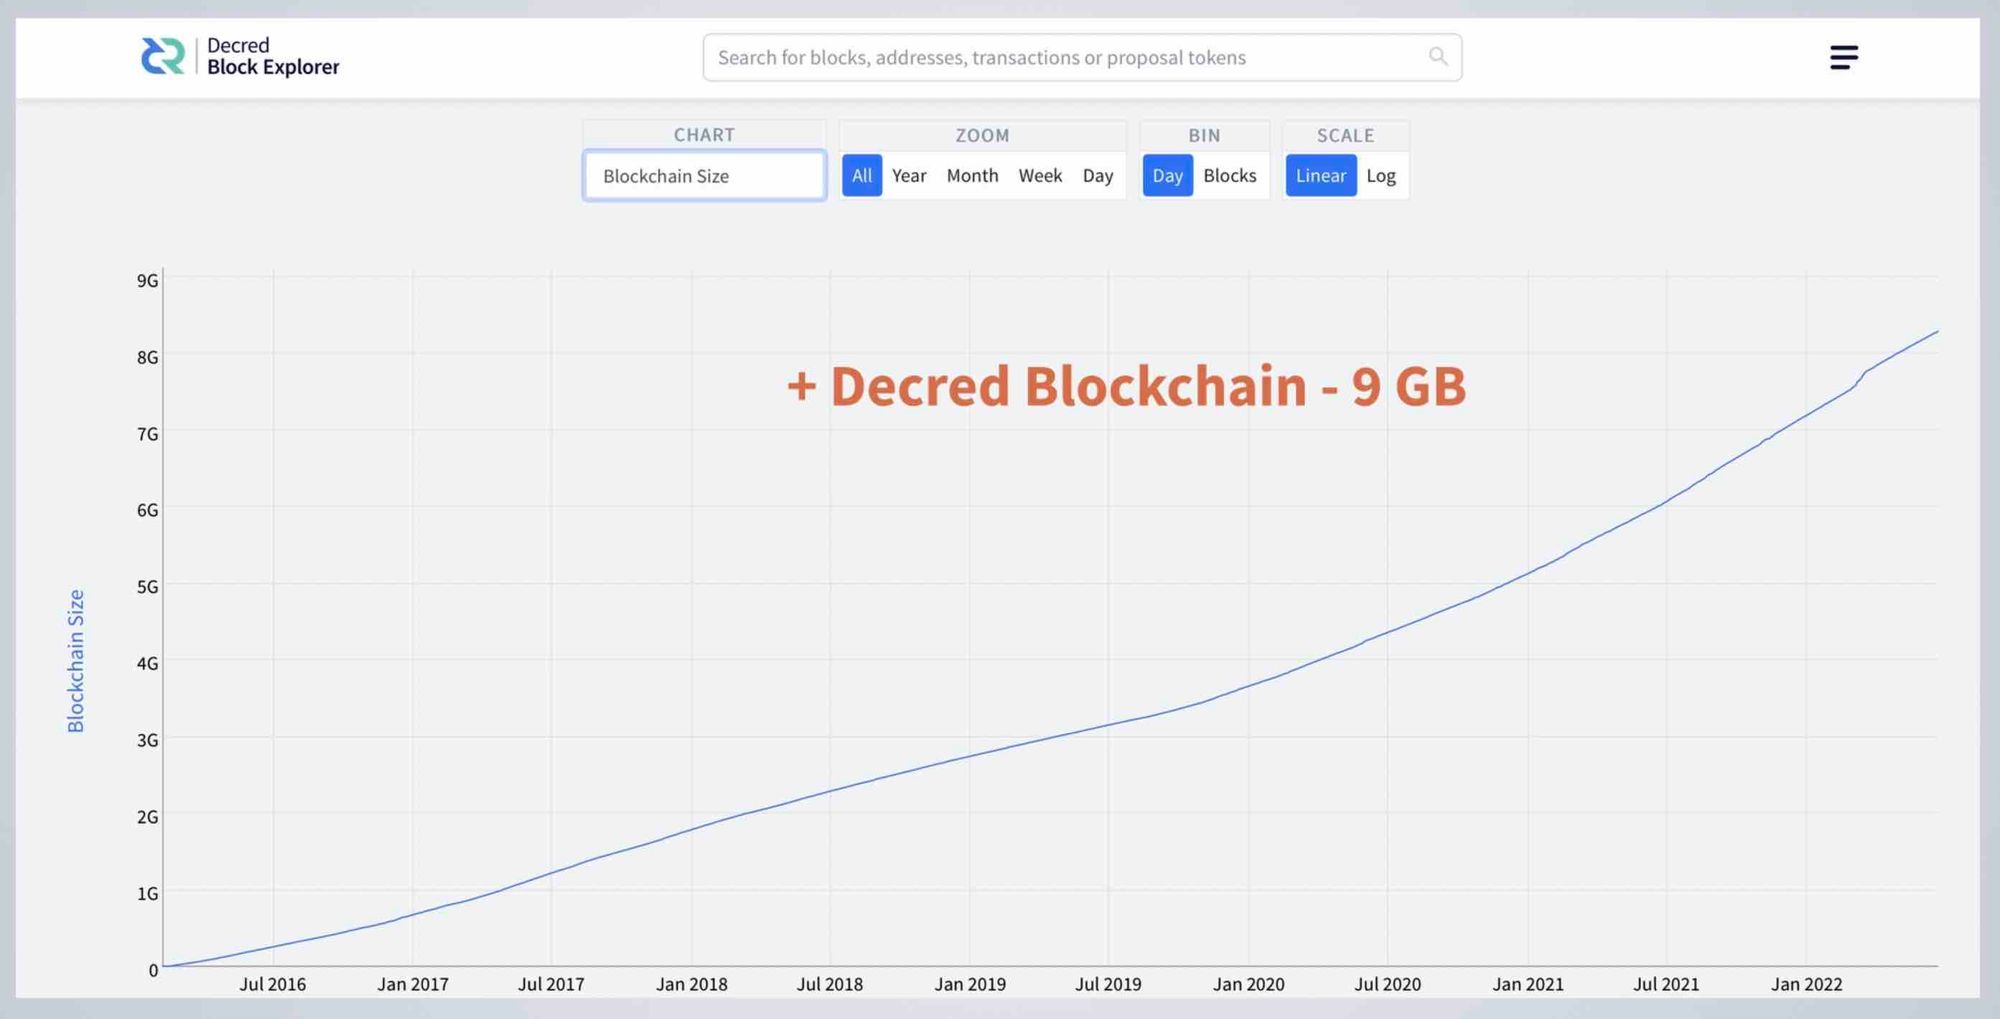 Decred
Block Explorer
Search for blocks, addresses, transactions or proposal tokens
CHART
ZOOM
BIN
SCALE
Blockchain Size
All Year Month Week Day
Day Blocks
Linear Log
+ Decred Blockchain - 9 GB
Blockchain Size
9G
8G
7G
6G
5G
4G
3G
2G
1G
0
Jul 2016 Jan 2017 Jul 2017 Jan 2018 Jul 2018 Jan 2019 Jul 2019 Jan 2020 Jul 2020 Jan 2021 Jul 2021 Jan 2022